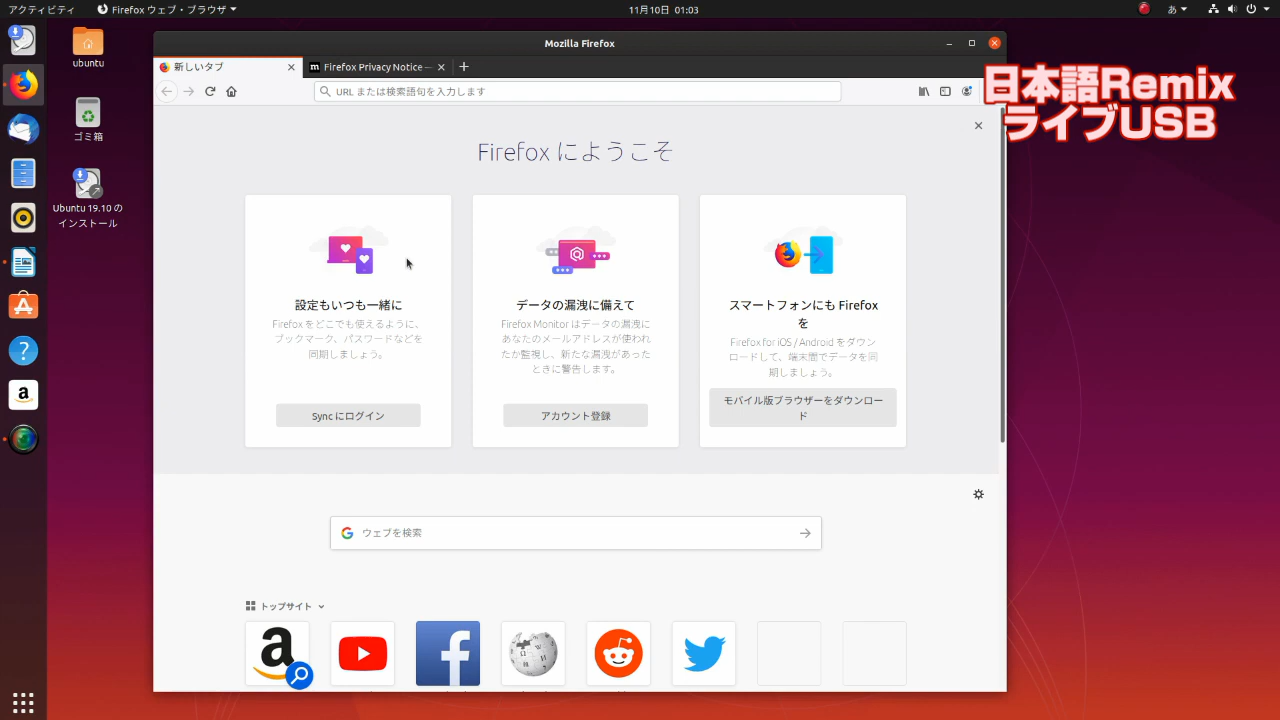 アクティビティ
Firefox ウェブ・ブラウザ
11月10日 01:03
あ
ubuntu
ゴミ箱
Ubuntu 19.10 の
インストール
Mozilla Firefox
新しいタブ
m Firefox Privacy Notice —
URL または検索語句を入力します
日本語Remix
ライブUSB
Firefox にようこそ
設定もいつも一緒に
Firefox をどこでも使えるように、
ブックマーク、パスワードなどを
同期しましょう。
Sync にログイン
データの漏洩に備えて
Firefox Monitor はデータの漏洩に
あなたのメールアドレスが使われ
たか監視し、新たな漏洩があった
ときに警告します。
アカウント登録
スマートフォンにも Firefox
を
Firefox for iOS / Android をダウン
ロードして、端末間でデータを同
期しましょう。
モバイル版ブラウザーをダウンロー
ド
ウェブを検索
トップサイト